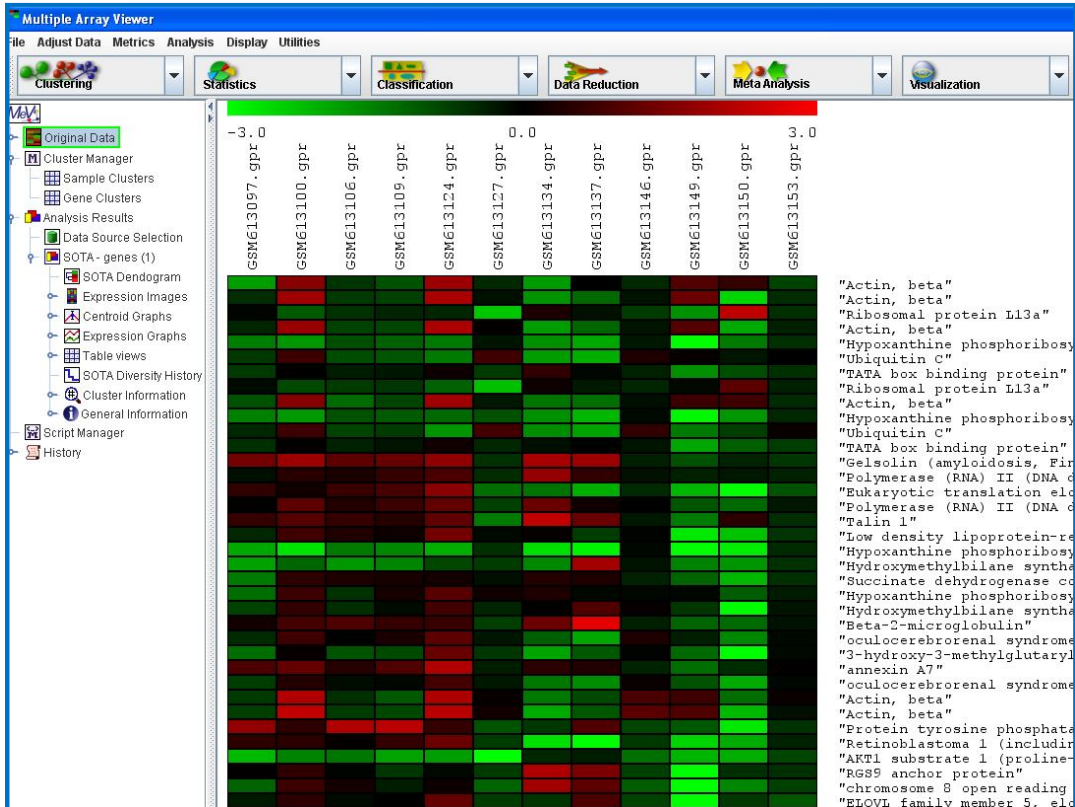 Multiple Array Viewer
File Adjust Data Metrics Analysis Display Utilities
Clustering Statistics Classification Data Reduction Meta Analysis Visualization
MeV
Original Data
Cluster Manager
Sample Clusters
Gene Clusters
Analysis Results
Data Source Selection
SOTA - genes (1)
SOTA Dendogram
Expression Images
Centroid Graphs
Expression Graphs
Table views
SOTA Diversity History
Cluster Information
General Information
Script Manager
History
-3.0 0.0 3.0
GSM613097.gpr
GSM613100.gpr
GSM613106.gpr
GSM613109.gpr
GSM613124.gpr
GSM613127.gpr
GSM613134.gpr
GSM613137.gpr
GSM613146.gpr
GSM613149.gpr
GSM613150.gpr
GSM613153.gpr
"Actin, beta"
"Actin, beta"
"Ribosomal protein L13a"
"Actin, beta"
"Hypoxanthine phosphoribosy
"Ubiquitin C"
"TATA box binding protein"
"Ribosomal protein L13a"
"Actin, beta"
"Hypoxanthine phosphoribosy
"Ubiquitin C"
"TATA box binding protein"
"Gelsolin (amyloidosis, Fin
"Polymerase (RNA) II (DNA d
"Eukaryotic translation elo
"Polymerase (RNA) II (DNA d
"Talin 1"
"Low density lipoprotein-re
"Hypoxanthine phosphoribosy
"Hydroxymethylbilane syntha
"Succinate dehydrogenase co
"Hypoxanthine phosphoribosy
"Hydroxymethylbilane syntha
"Beta-2-microglobulin"
"oculocerebrorenal syndrome
"3-hydroxy-3-methylglutaryl
"annexin A7"
"oculocerebrorenal syndrome
"Actin, beta"
"Actin, beta"
"Protein tyrosine phosphata
"Retinoblastoma 1 (includin
"AKT1 substrate 1 (proline-
"RGS9 anchor protein"
"chromosome 8 open reading
"ELOVL family member 5, elo